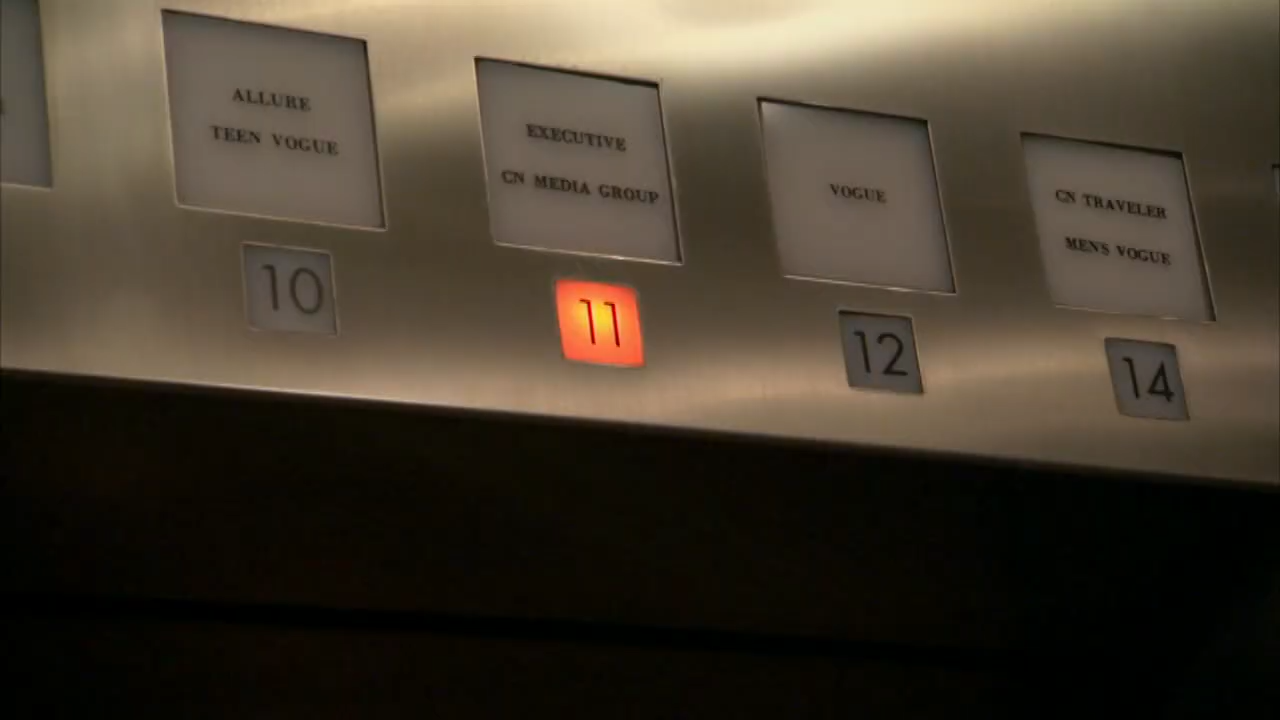 ALLURE
TEEN VOGUE
10
EXECUTIVE
CN MEDIA GROUP
11
VOGUE
12
CN TRAVELER
MENS VOGUE
14